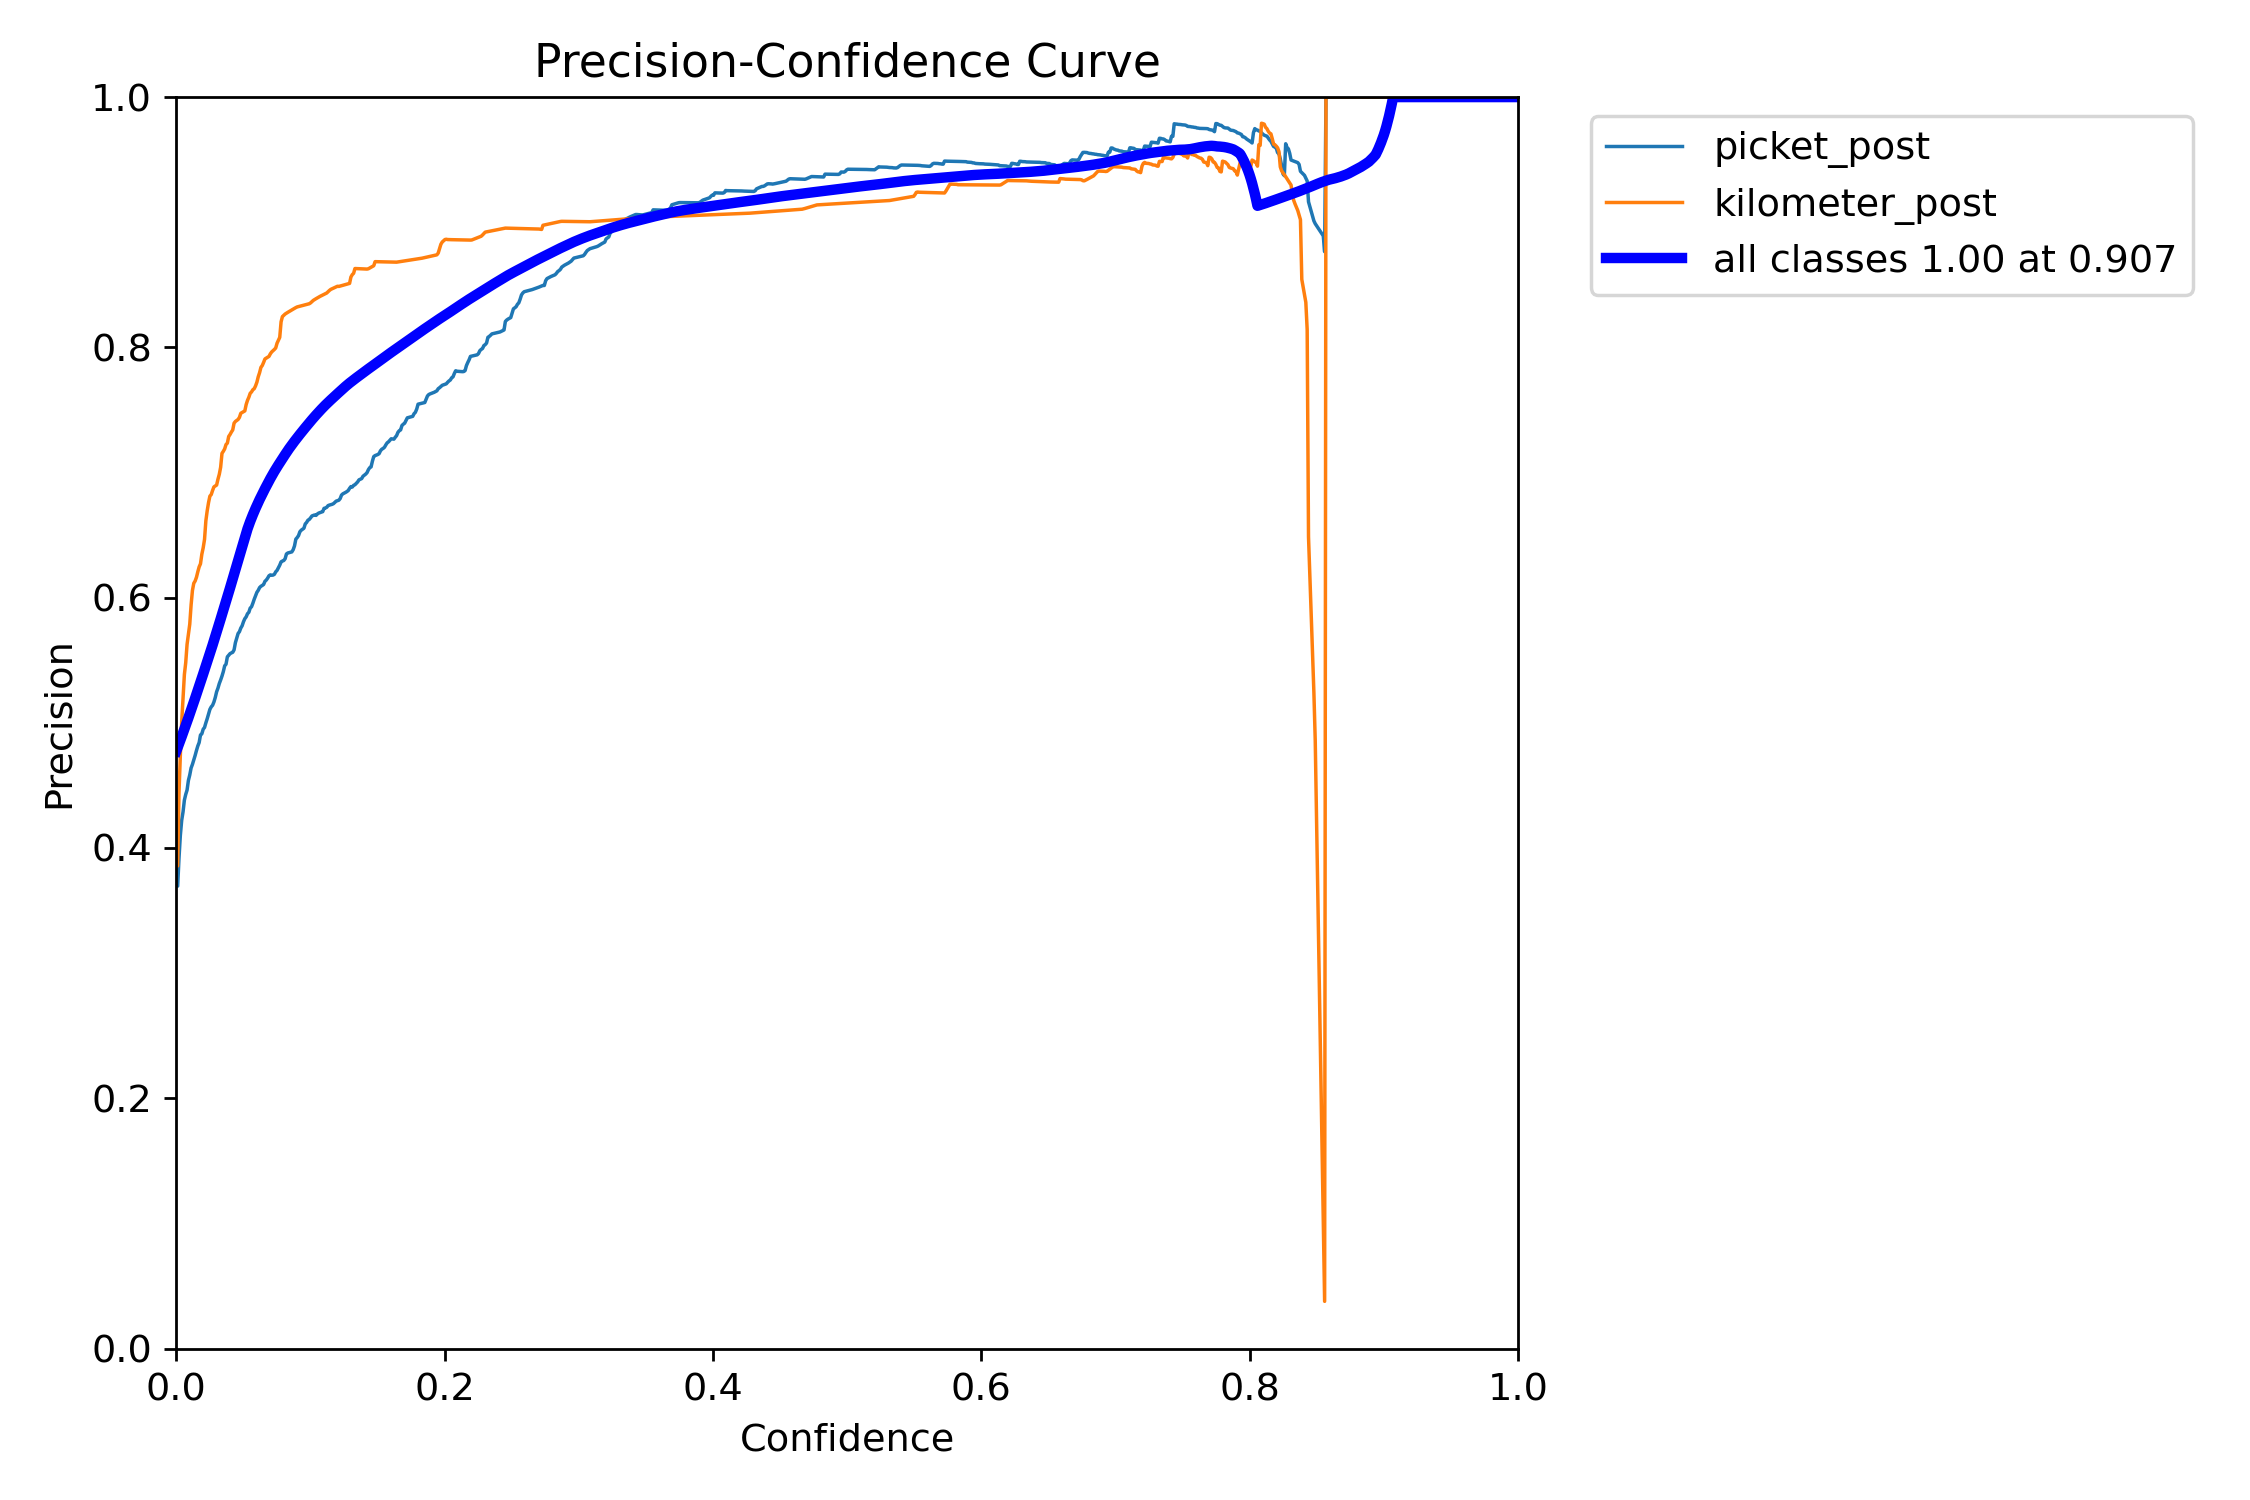 Precision-Confidence Curve
1.0
0.8
0.6
0.4
0.2
0.0
Precision
0.0 0.2 0.4 0.6 0.8 1.0
Confidence
picket_post
kilometer_post
all classes 1.00 at 0.907